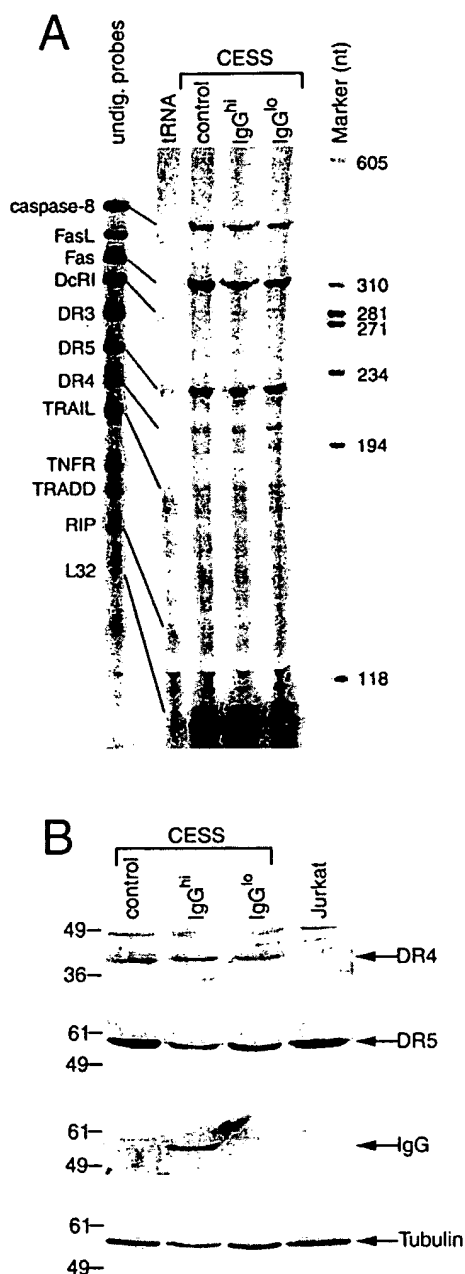 A
CESS
undig. probes
tRNA
control
IgGhi
IgGlo
Marker (nt)
caspase-8
FasL
Fas
DcRI
DR3
DR5
DR4
TRAIL
TNFR
TRADD
RIP
L32
605
310
281
271
234
194
118
B
CESS
control
IgGhi
IgGlo
Jurkat
49
36
DR4
61
49
DR5
61
49
IgG
61
49
Tubulin